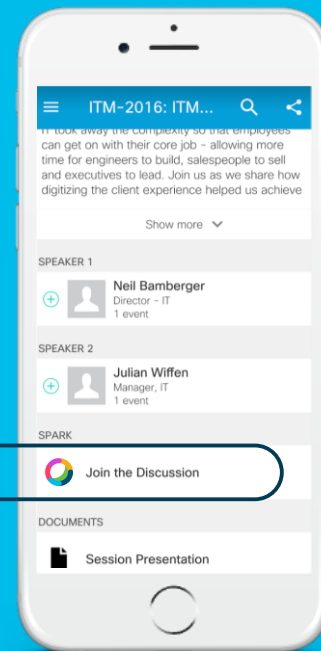 ITM-2016: ITM...
IT took away the complexity so that employees
can get on with their core job - allowing more
time for engineers to build, salespeople to sell
and executives to lead. Join us as we share how
digitizing the client experience helped us achieve
Show more
SPEAKER 1
Neil Bamberger
Director - IT
1 event
SPEAKER 2
Julian Wiffen
Manager, IT
1 event
SPARK
Join the Discussion
DOCUMENTS
Session Presentation